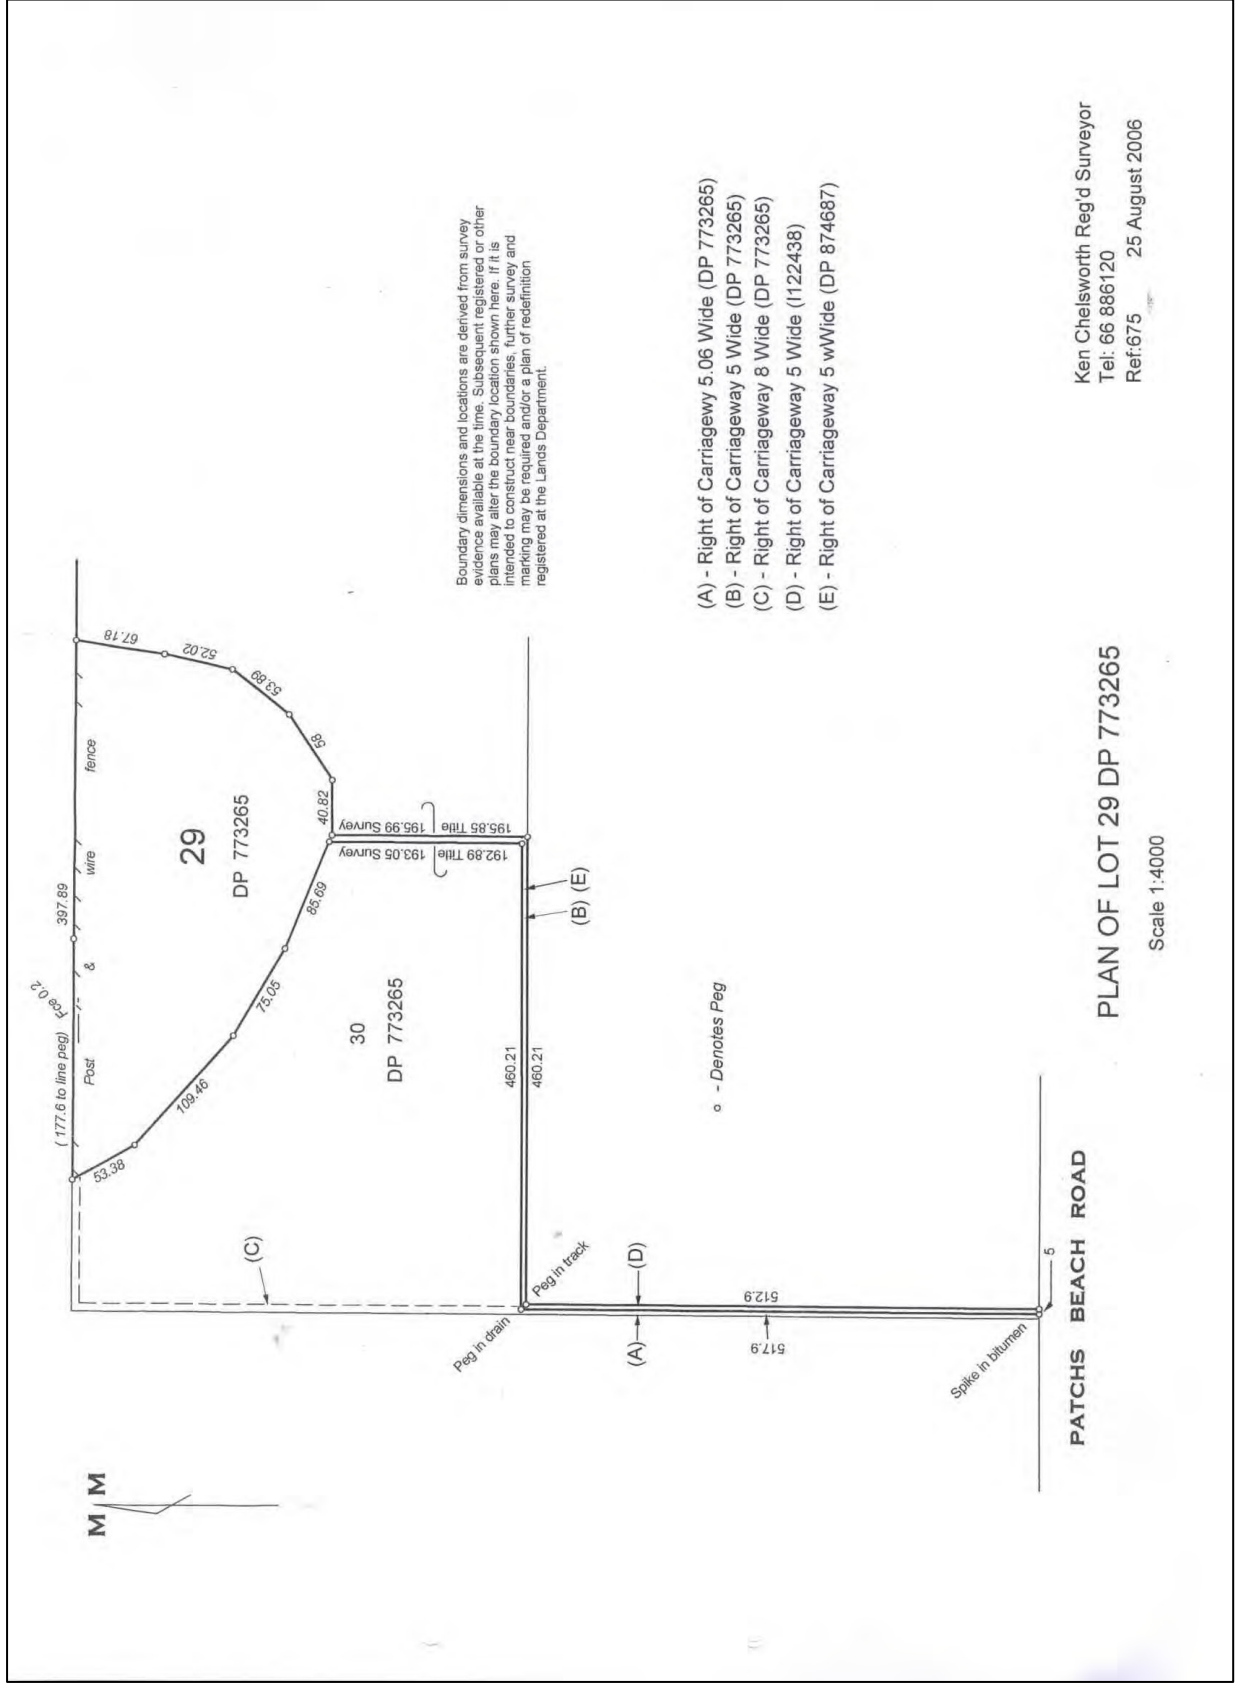 M M
(177.6 to line peg)
Fce 0.2
397.89
Post & wire fence
53.38
109.46
75.05
85.69
40.82
58
53.89
52.02
67.18
29
DP 773265
30
DP 773265
(C)
193.05 Survey
192.89 Title
195.99 Survey
195.85 Title
460.21
460.21
(B) (E)
Peg in drain
Peg in track
(A)
(D)
512.9
517.9
Spike in bitumen
5
PATCHS BEACH ROAD
o - Denotes Peg
Boundary dimensions and locations are derived from survey
evidence available at the time. Subsequent registered or other
plans may alter the boundary location shown here. If it is
intended to construct near boundaries, further survey and
marking may be required and/or a plan of redefinition
registered at the Lands Department.
(A) - Right of Carriagewy 5.06 Wide (DP 773265)
(B) - Right of Carriageway 5 Wide (DP 773265)
(C) - Right of Carriageway 8 Wide (DP 773265)
(D) - Right of Carriageway 5 Wide (I122438)
(E) - Right of Carriageway 5 wWide (DP 874687)
PLAN OF LOT 29 DP 773265
Scale 1:4000
Ken Chelsworth Reg'd Surveyor
Tel: 66 886120
Ref:675 25 August 2006